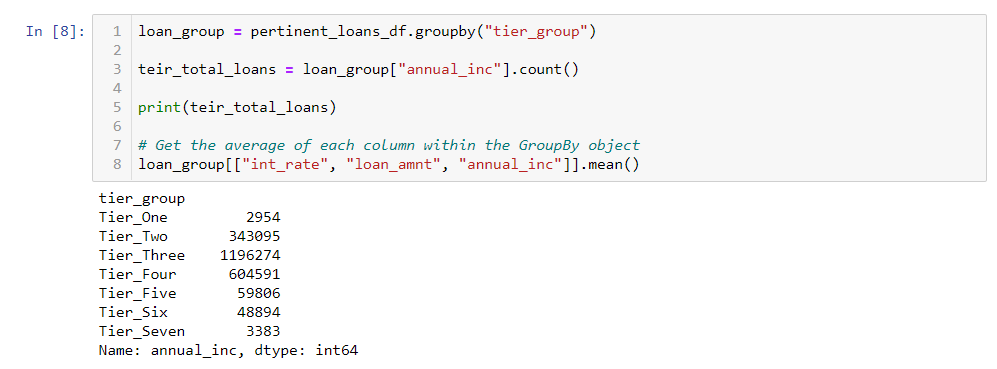 In [8]:
1 loan_group = pertinent_loans_df.groupby("tier_group")
2
3 teir_total_loans = loan_group["annual_inc"].count()
4
5 print(teir_total_loans)
6
7 # Get the average of each column within the GroupBy object
8 loan_group[["int_rate", "loan_amnt", "annual_inc"]].mean()
tier_group
Tier_One 2954
Tier_Two 343095
Tier_Three 1196274
Tier_Four 604591
Tier_Five 59806
Tier_Six 48894
Tier_Seven 3383
Name: annual_inc, dtype: int64